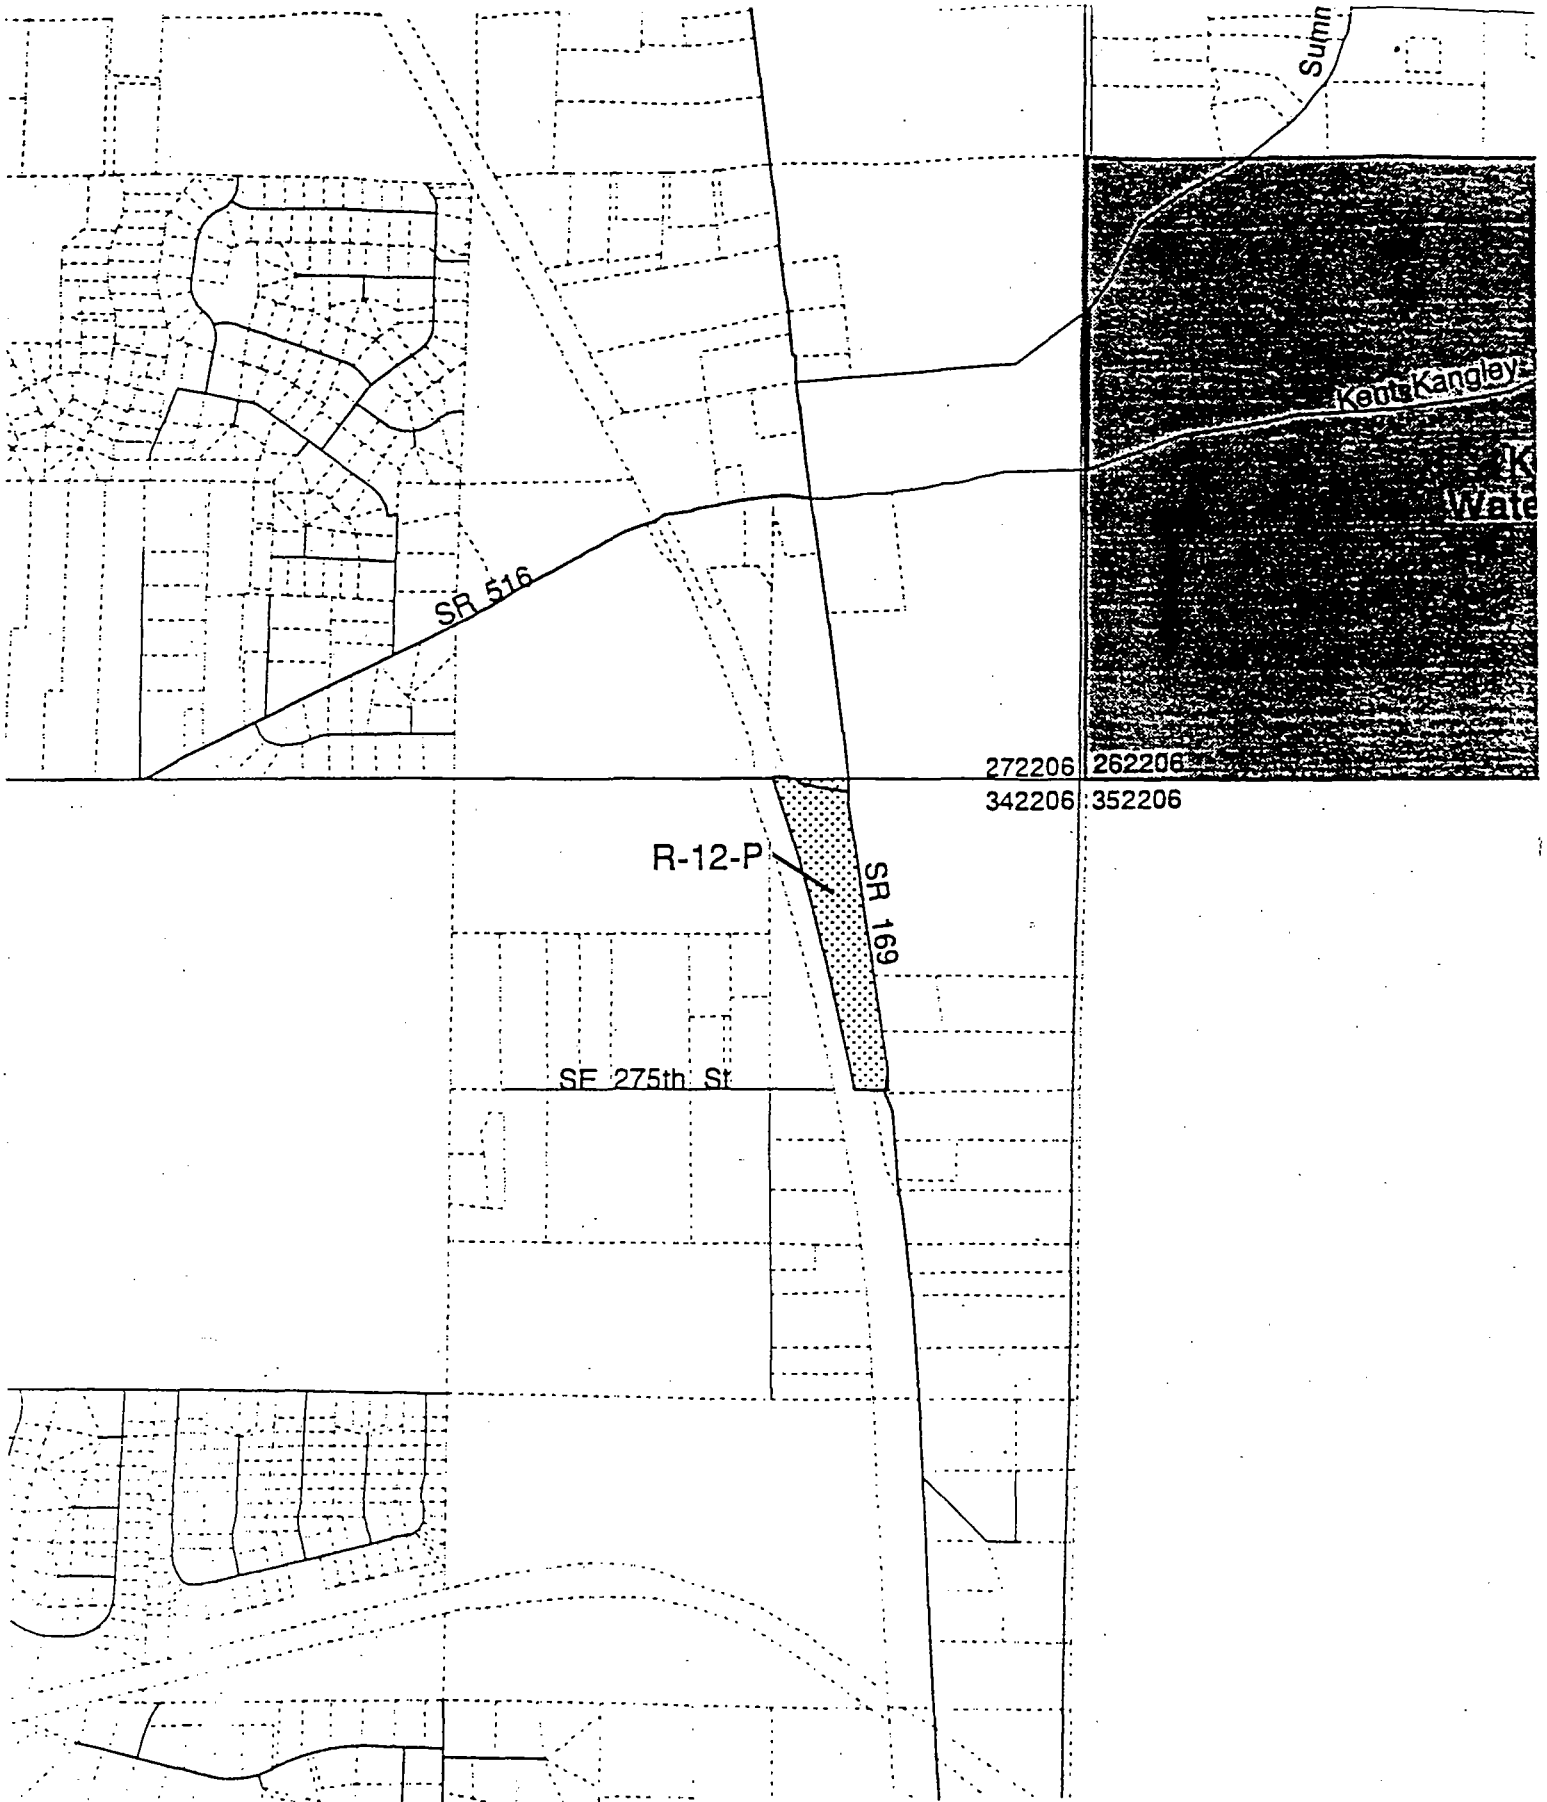 Sumn
Kent-Kangley
K
Wate
SR 516
272206 262206
342206 352206
R-12-P
SR 169
SE 275th St